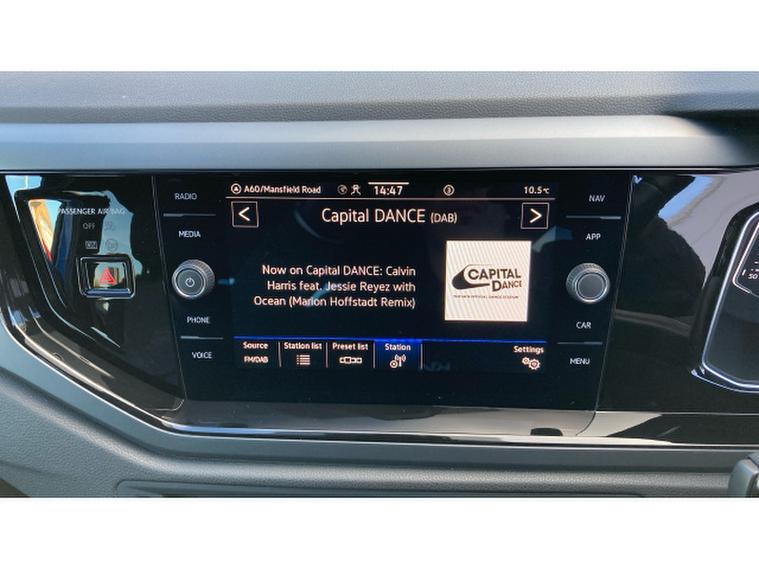 RADIO
MEDIA
PHONE
VOICE
PASSENGER AIR BAG
OFF
ON
A60/Mansfield Road
14:47
3
10.5°C
< Capital DANCE (DAB) >
Now on Capital DANCE: Calvin
Harris feat. Jessie Reyez with
Ocean (Marlon Hoffstadt Remix)
CAPITAL
DANCE
Source
FM/DAB
Station list
Preset list
Station
Settings
NAV
APP
CAR
MENU
50